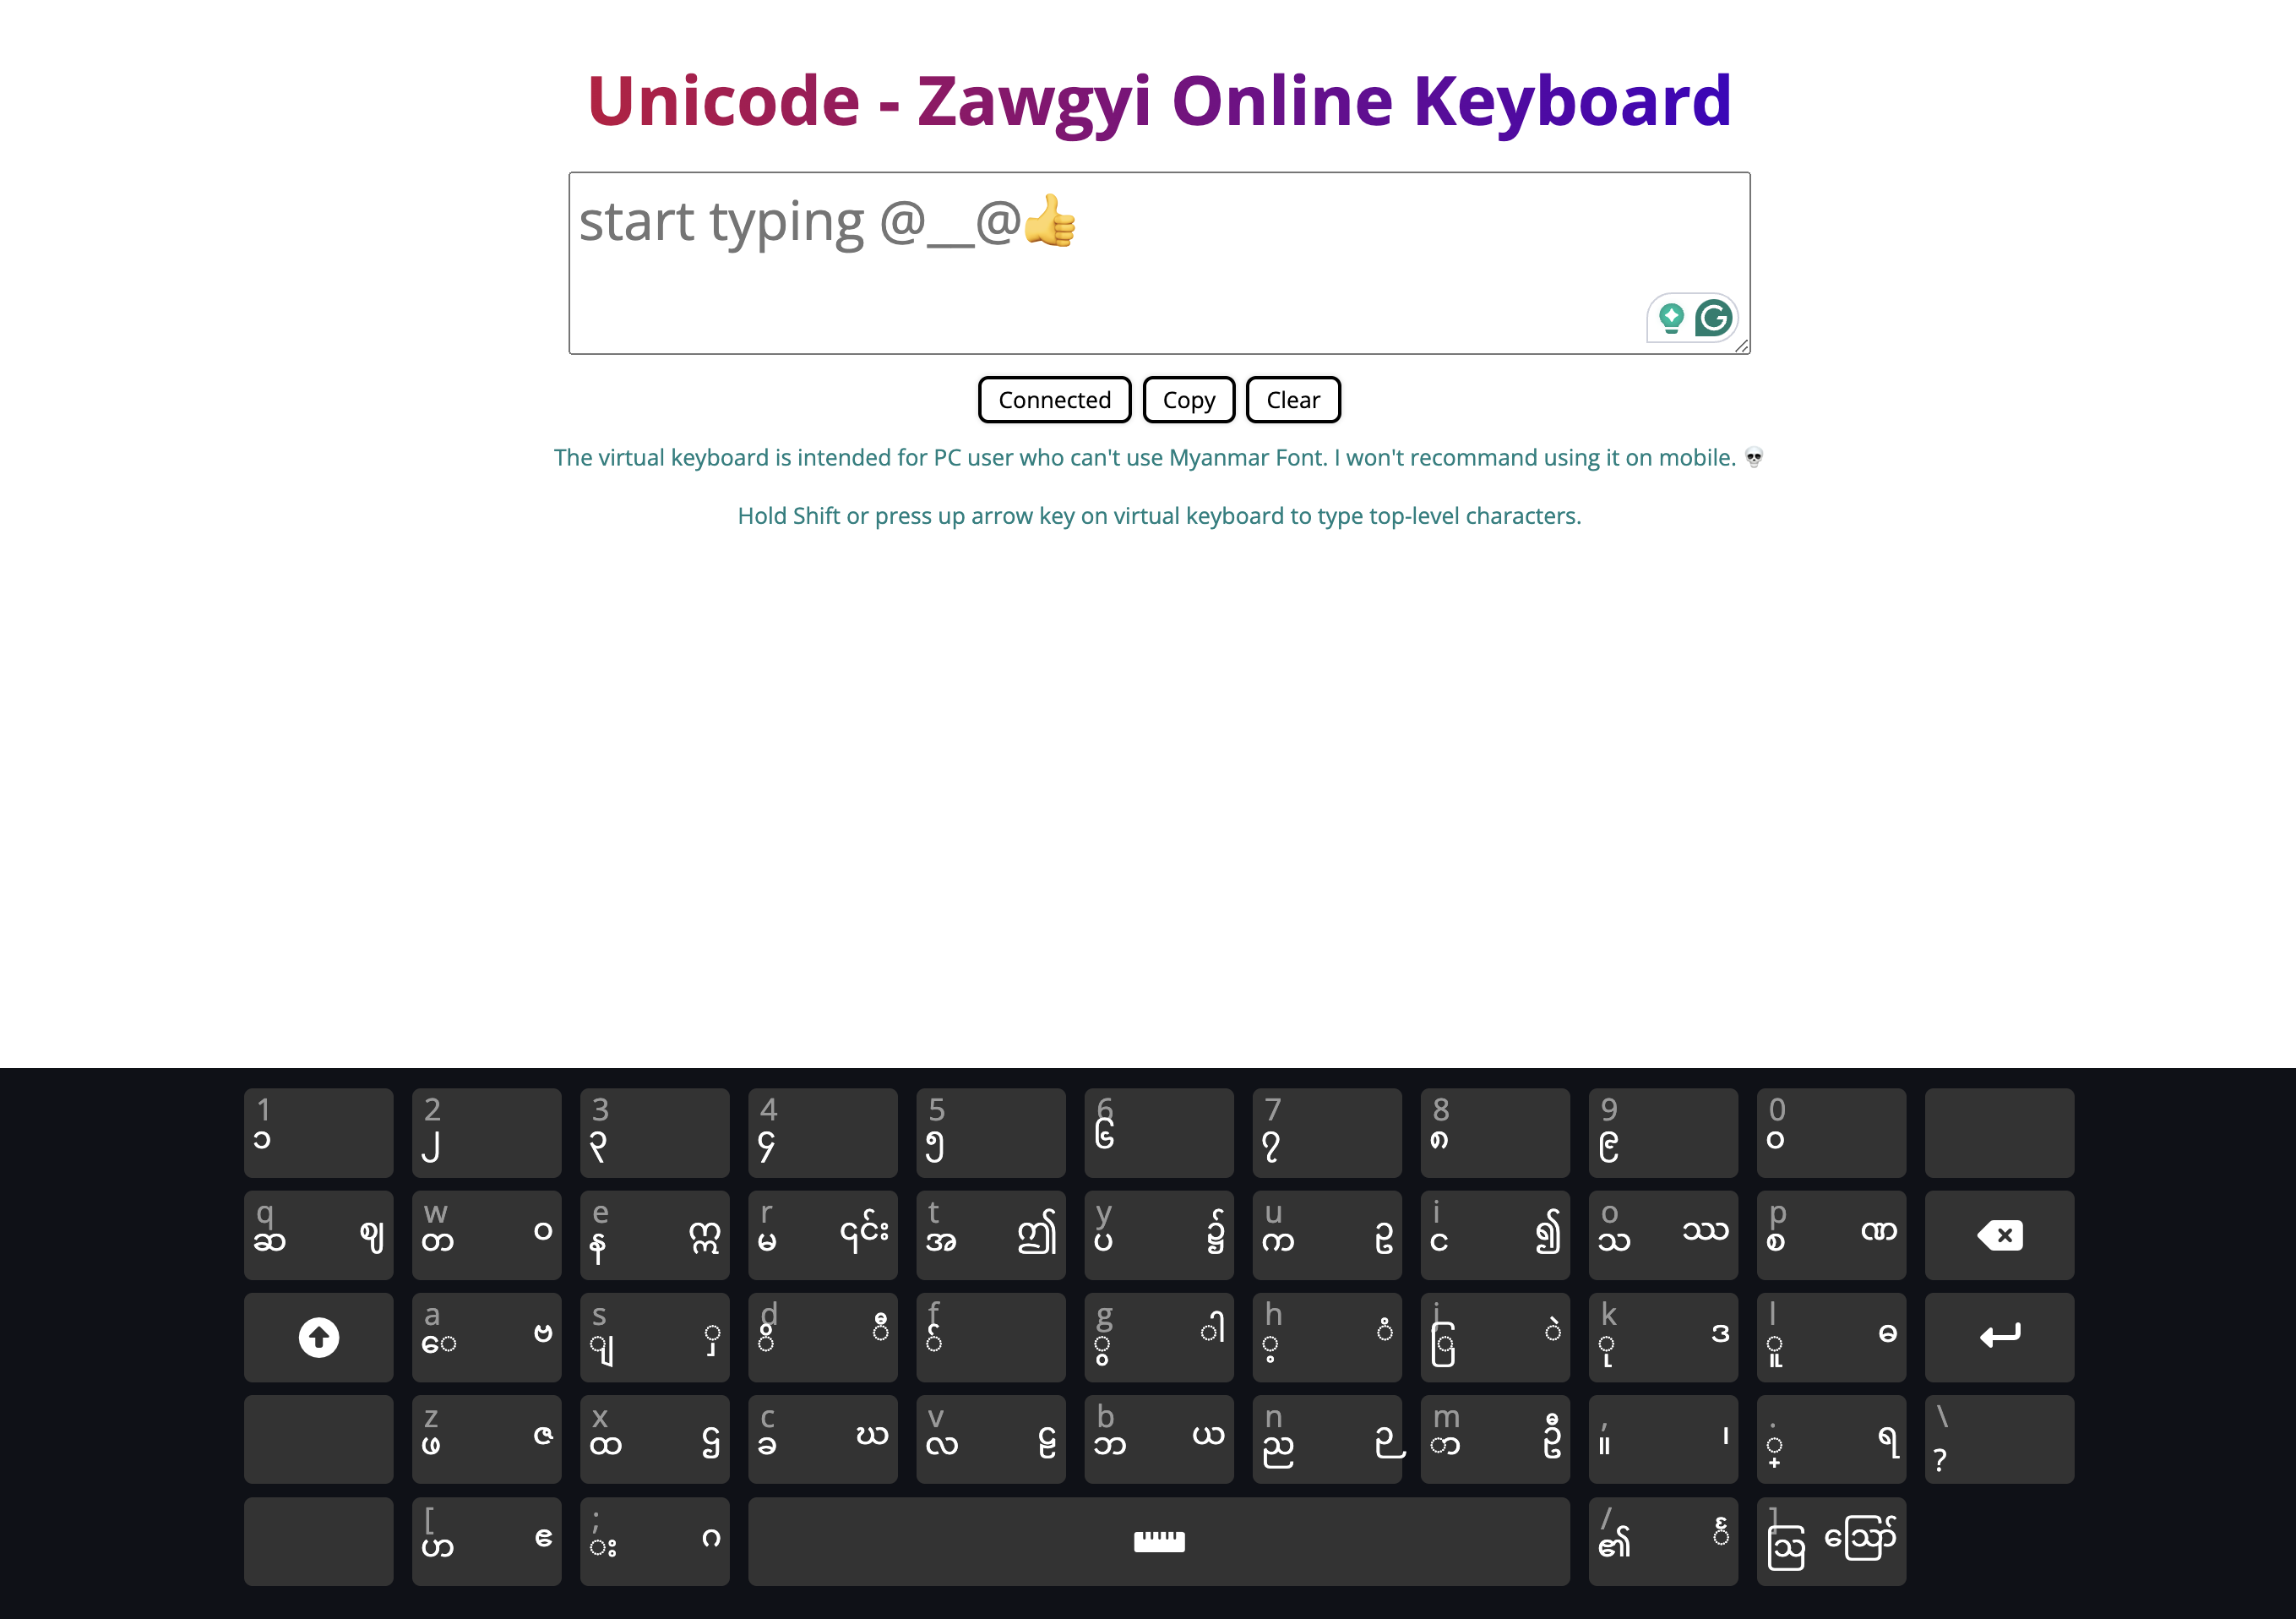 Unicode - Zawgyi Online Keyboard
start typing @__@👍
Connected Copy Clear
The virtual keyboard is intended for PC user who can't use Myanmar Font. I won't recommand using it on mobile. 💀
Hold Shift or press up arrow key on virtual keyboard to type top-level characters.
1 2 3 4 5 6 7 8 9 0
၁ ၂ ၃ ၄ ၅ ၆ ၇ ၈ ၉ ၀
q w e r t y u i o p
ဆ ဈ တ ဝ န ဣ မ ၎င်း အ ဤ ပ ၌ က ဥ င ၍ သ ဿ စ ဏ
a s d f g h j k l
ေ ဗ ျ ှ ိ ီ ် ွ ါ ့ ံ ြ ဲ ု ဒ ူ ဓ
z x c v b n m , . \
ဖ ဇ ထ ဌ ခ ဃ လ ဠ ဘ ယ ည ဉ ာ ဦ ။ ၊ ္ ရ ?
[ ; / ]
ဟ ဧ း ဂ ၏ င်္ ဩ ဪ